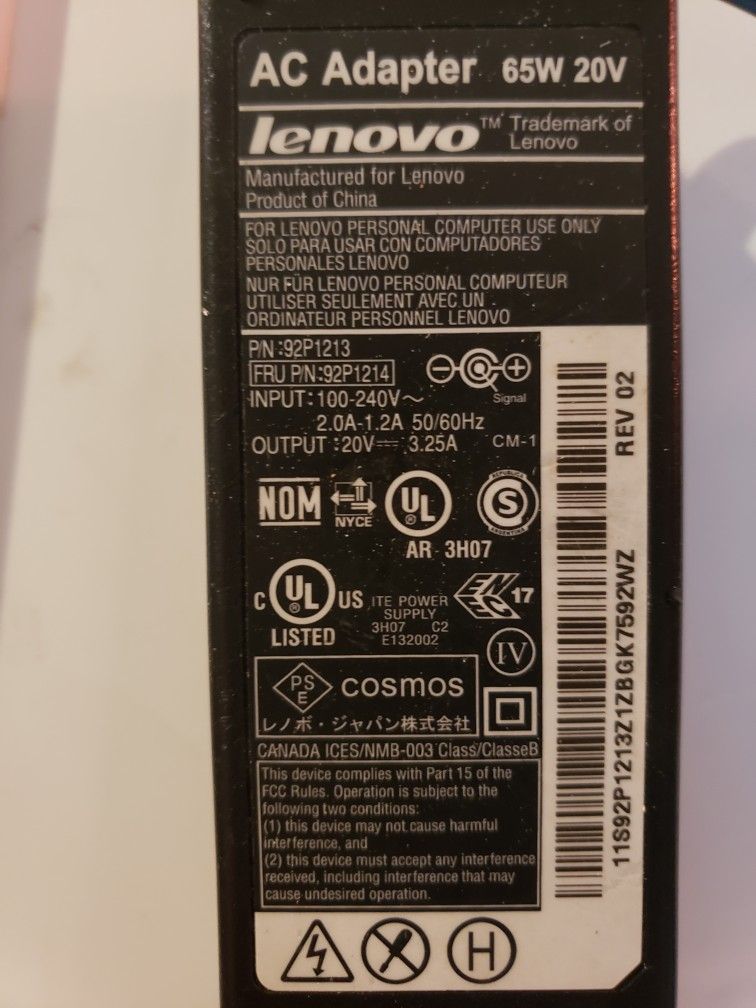 AC Adapter 65W 20V
lenovo™ Trademark of
Lenovo
Manufactured for Lenovo
Product of China
FOR LENOVO PERSONAL COMPUTER USE ONLY
SOLO PARA USAR CON COMPUTADORES
PERSONALES LENOVO
NUR FÜR LENOVO PERSONAL COMPUTEUR
UTILISER SEULEMENT AVEC UN
ORDINATEUR PERSONNEL LENOVO
P/N:92P1213
FRU P/N:92P1214
Signal
INPUT:100-240V~
2.0A-1.2A 50/60Hz
OUTPUT:20V⎓ 3.25A CM-1
NOM NYCE UL REPUBLICA S ARGENTINA
AR 3H07
C UL US ITE POWER
SUPPLY
LISTED 3H07 C2
E132002
17
IV
PS
E
cosmos
レノボ・ジャパン株式会社
CANADA ICES/NMB-003 Class/ClasseB
This device complies with Part 15 of the
FCC Rules. Operation is subject to the
following two conditions:
(1) this device may not cause harmful
interference, and
(2) this device must accept any interference
received, including interference that may
cause undesired operation.
H
REV 02
11S92P1213Z1ZBGK7592WZ